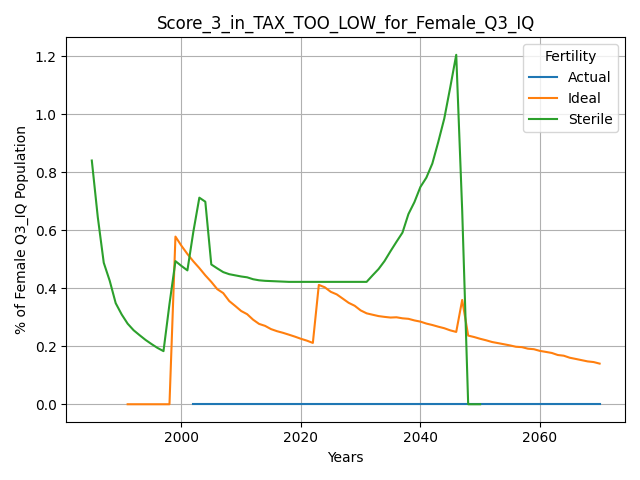 Score_3_in_TAX_TOO_LOW_for_Female_Q3_IQ
% of Female Q3_IQ Population
1.2
1.0
0.8
0.6
0.4
0.2
0.0
Fertility
Actual
Ideal
Sterile
2000
2020
2040
2060
Years